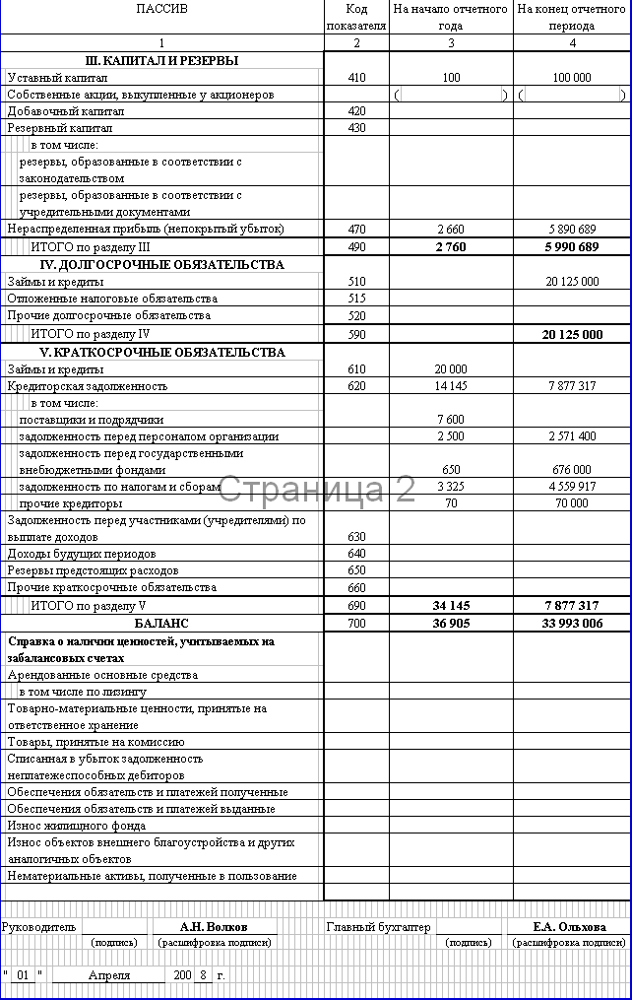 ПАССИВ Код показателя На начало отчетного года На конец отчетного периода
1 2 3 4
III. КАПИТАЛ И РЕЗЕРВЫ
Уставный капитал 410 100 100 000
Собственные акции, выкупленные у акционеров ( ) ( )
Добавочный капитал 420
Резервный капитал 430
в том числе:
резервы, образованные в соответствии с
законодательством
резервы, образованные в соответствии с
учредительными документами
Нераспределенная прибыль (непокрытый убыток) 470 2 660 5 890 689
ИТОГО по разделу III 490 2 760 5 990 689
IV. ДОЛГОСРОЧНЫЕ ОБЯЗАТЕЛЬСТВА
Займы и кредиты 510 20 125 000
Отложенные налоговые обязательства 515
Прочие долгосрочные обязательства 520
ИТОГО по разделу IV 590 20 125 000
V. КРАТКОСРОЧНЫЕ ОБЯЗАТЕЛЬСТВА
Займы и кредиты 610 20 000
Кредиторская задолженность 620 14 145 7 877 317
в том числе:
поставщики и подрядчики 7 600
задолженность перед персоналом организации 2 500 2 571 400
задолженность перед государственными
внебюджетными фондами 650 676 000
задолженность по налогам и сборам 3 325 4 559 917
Страница 2
прочие кредиторы 70 70 000
Задолженность перед участниками (учредителями) по
выплате доходов 630
Доходы будущих периодов 640
Резервы предстоящих расходов 650
Прочие краткосрочные обязательства 660
ИТОГО по разделу V 690 34 145 7 877 317
БАЛАНС 700 36 905 33 993 006
Справка о наличии ценностей, учитываемых на
забалансовых счетах
Арендованные основные средства
в том числе по лизингу
Товарно-материальные ценности, принятые на
ответственное хранение
Товары, принятые на комиссию
Списанная в убыток задолженность
неплатежеспособных дебиторов
Обеспечения обязательств и платежей полученные
Обеспечения обязательств и платежей выданные
Износ жилищного фонда
Износ объектов внешнего благоустройства и других
аналогичных объектов
Нематериальные активы, полученные в пользование
Руководитель А.Н. Волков Главный бухгалтер Е.А. Ольхова
(подпись) (расшифровка подписи) (подпись) (расшифровка подписи)
" 01 " Апреля 200 8 г.